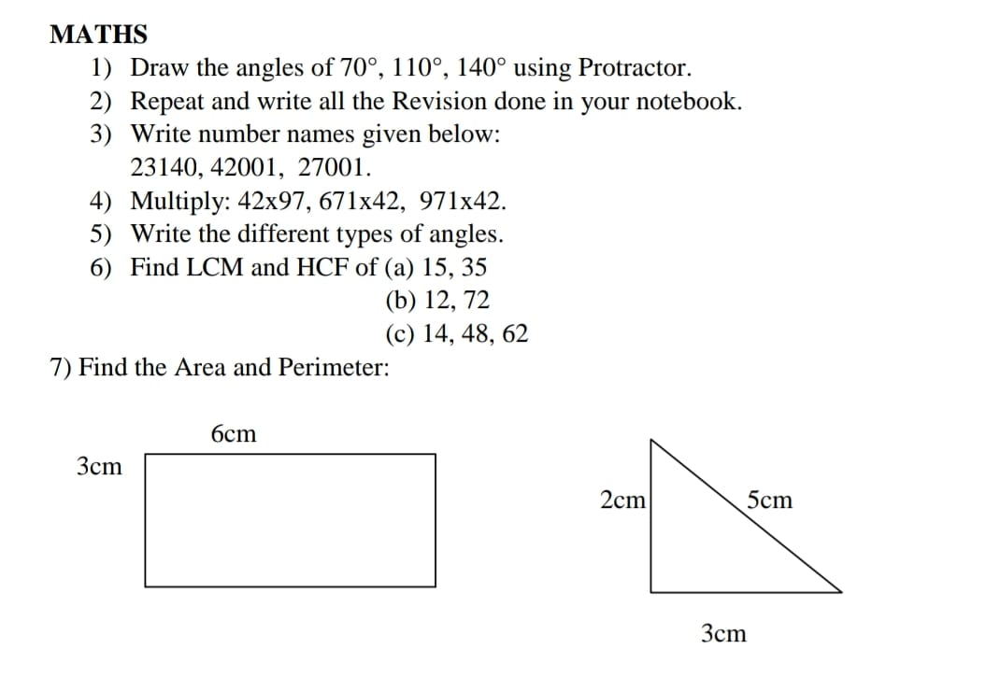 MATHS
1) Draw the angles of 70°, 110°, 140° using Protractor.
2) Repeat and write all the Revision done in your notebook.
3) Write number names given below:
23140, 42001, 27001.
4) Multiply: 42x97, 671x42, 971x42.
5) Write the different types of angles.
6) Find LCM and HCF of (a) 15, 35
(b) 12, 72
(c) 14, 48, 62
7) Find the Area and Perimeter:
6cm
3cm
2cm
5cm
3cm